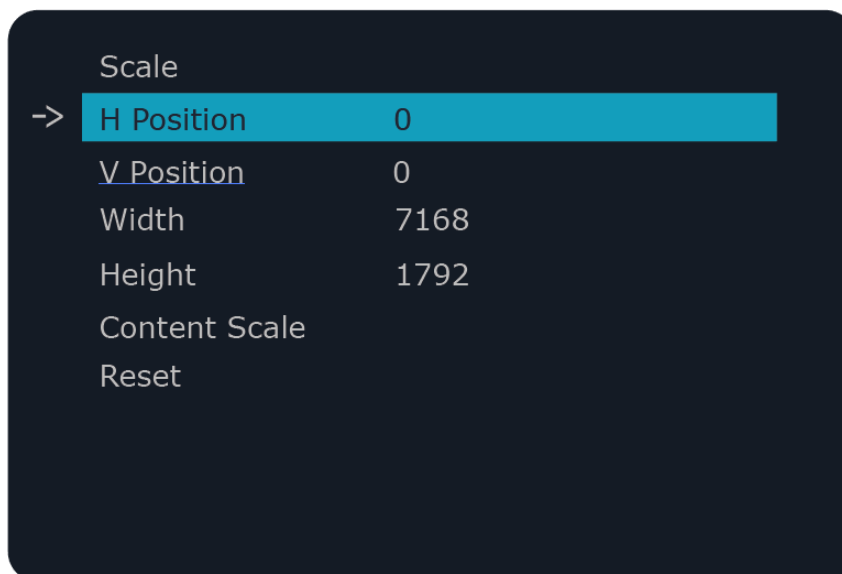 Scale
-> H Position 0
V Position 0
Width 7168
Height 1792
Content Scale
Reset